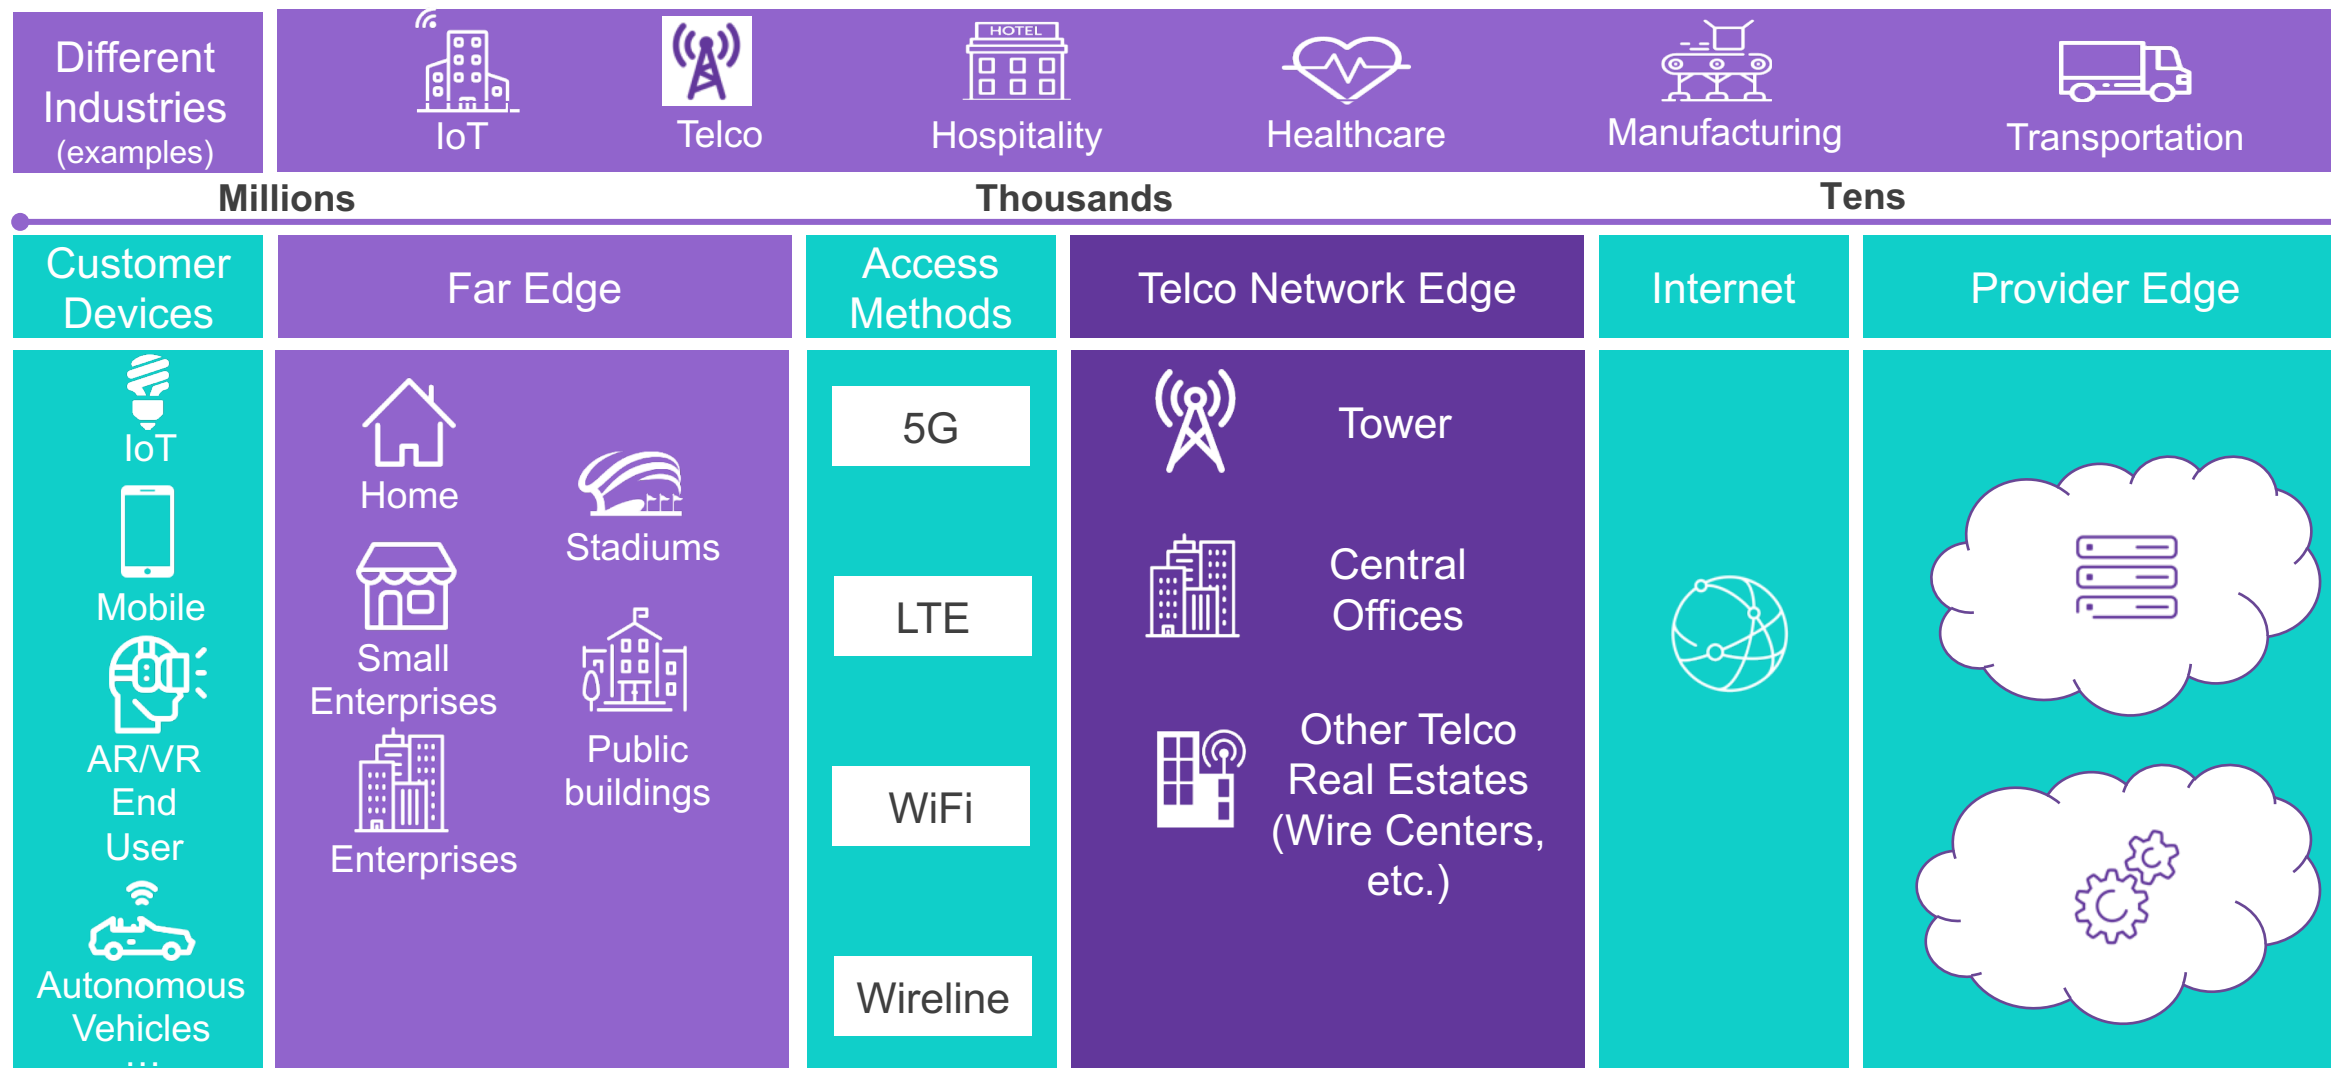 Different
Industries
(examples)
HOTEL
IoT
Telco
Hospitality
Healthcare
Manufacturing
Transportation
Millions
Thousands
Tens
Customer
Devices
Far Edge
Access
Methods
Telco Network Edge
Internet
Provider Edge
IoT
Mobile
AR/VR
End
User
Autonomous
Vehicles
...
Home
Small
Enterprises
Enterprises
Stadiums
Public
buildings
5G
LTE
WiFi
Wireline
Tower
Central
Offices
Other Telco
Real Estates
(Wire Centers,
etc.)